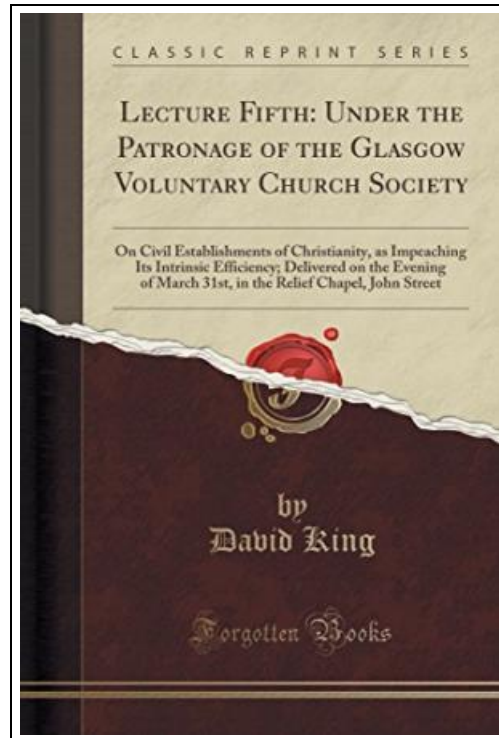 CLASSIC REPRINT SERIES
LECTURE FIFTH: UNDER THE
PATRONAGE OF THE GLASGOW
VOLUNTARY CHURCH SOCIETY
On Civil Establishments of Christianity, as Impeaching
Its Intrinsic Efficiency; Delivered on the Evening
of March 31st, in the Relief Chapel, John Street
by
David King
Forgotten Books